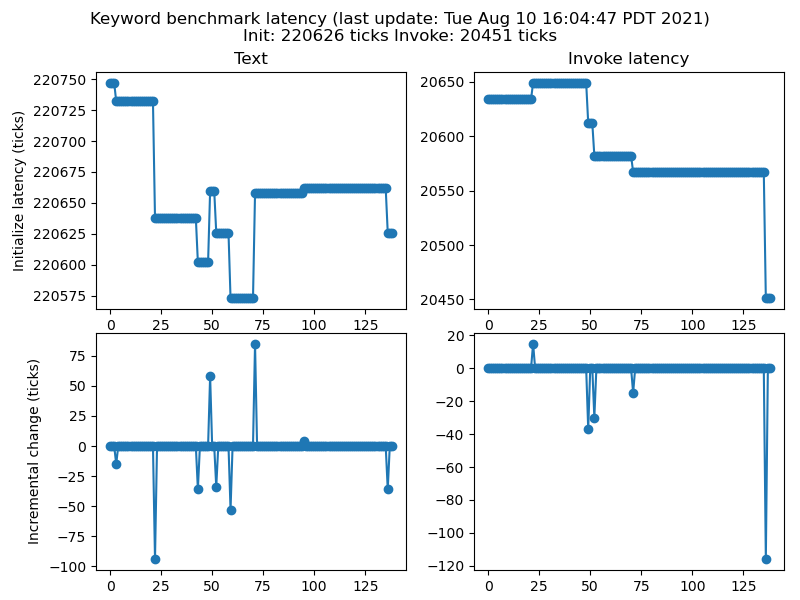 Keyword benchmark latency (last update: Tue Aug 10 16:04:47 PDT 2021)
Init: 220626 ticks Invoke: 20451 ticks
Text
Initialize latency (ticks)
220750
220725
220700
220675
220650
220625
220600
220575
0 25 50 75 100 125
Invoke latency
20650
20600
20550
20500
20450
0 25 50 75 100 125
Incremental change (ticks)
75
50
25
0
−25
−50
−75
−100
0 25 50 75 100 125
20
0
−20
−40
−60
−80
−100
−120
0 25 50 75 100 125